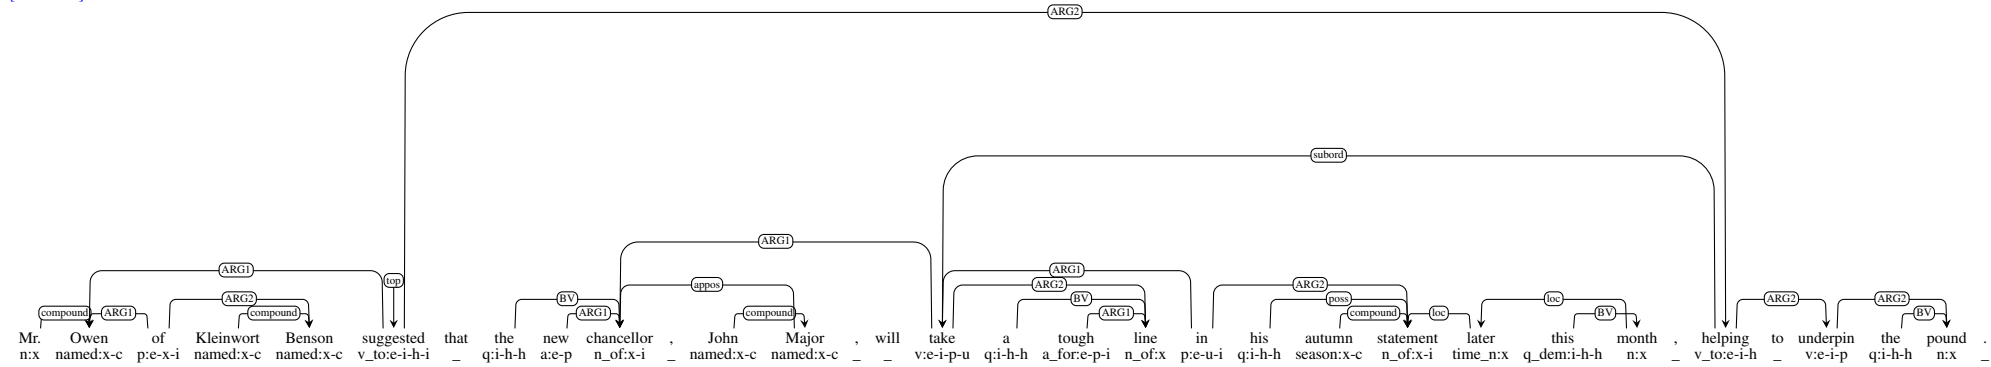 ARG2
subord
ARG1
ARG1 top ARG1
appos ARG2 ARG2 loc
ARG2 BV BV poss ARG2 ARG2
compound ARG1 compound ARG1 compound ARG1 compound loc BV BV
Mr. Owen of Kleinwort Benson suggested that the new chancellor , John Major , will take a tough line in his autumn statement later this month , helping to underpin the pound .
n:x named:x-c p:e-x-i named:x-c named:x-c v_to:e-i-h-i _ q:i-h-h a:e-p n_of:x-i _ named:x-c named:x-c _ _ v:e-i-p-u q:i-h-h a_for:e-p-i n_of:x p:e-u-i q:i-h-h season:x-c n_of:x-i time_n:x q_dem:i-h-h n:x _ v_to:e-i-h _ v:e-i-p q:i-h-h n:x _